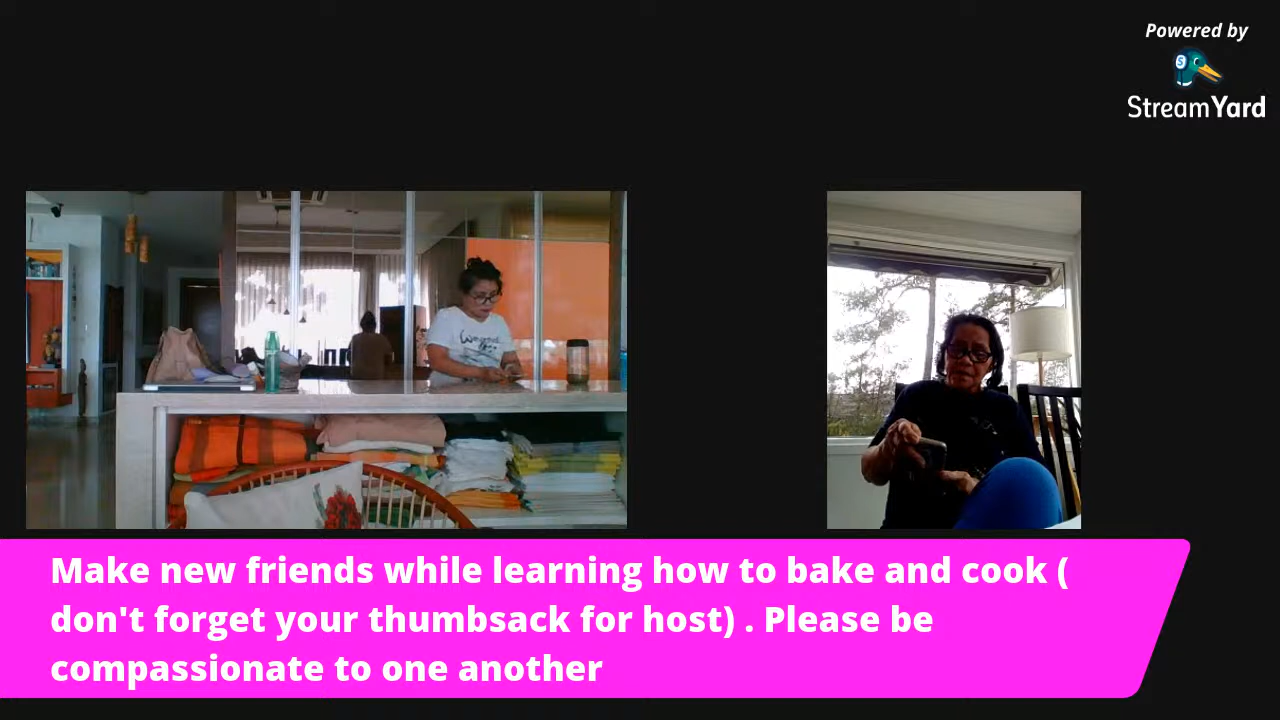 Powered by
StreamYard
Make new friends while learning how to bake and cook (
don't forget your thumbsack for host) . Please be
compassionate to one another